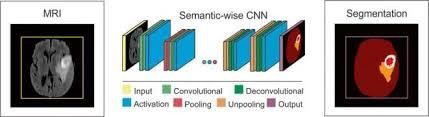 MRI
Semantic-wise CNN
Segmentation
Input
Convolutional
Deconvolutional
Activation
Pooling
Unpooling
Output